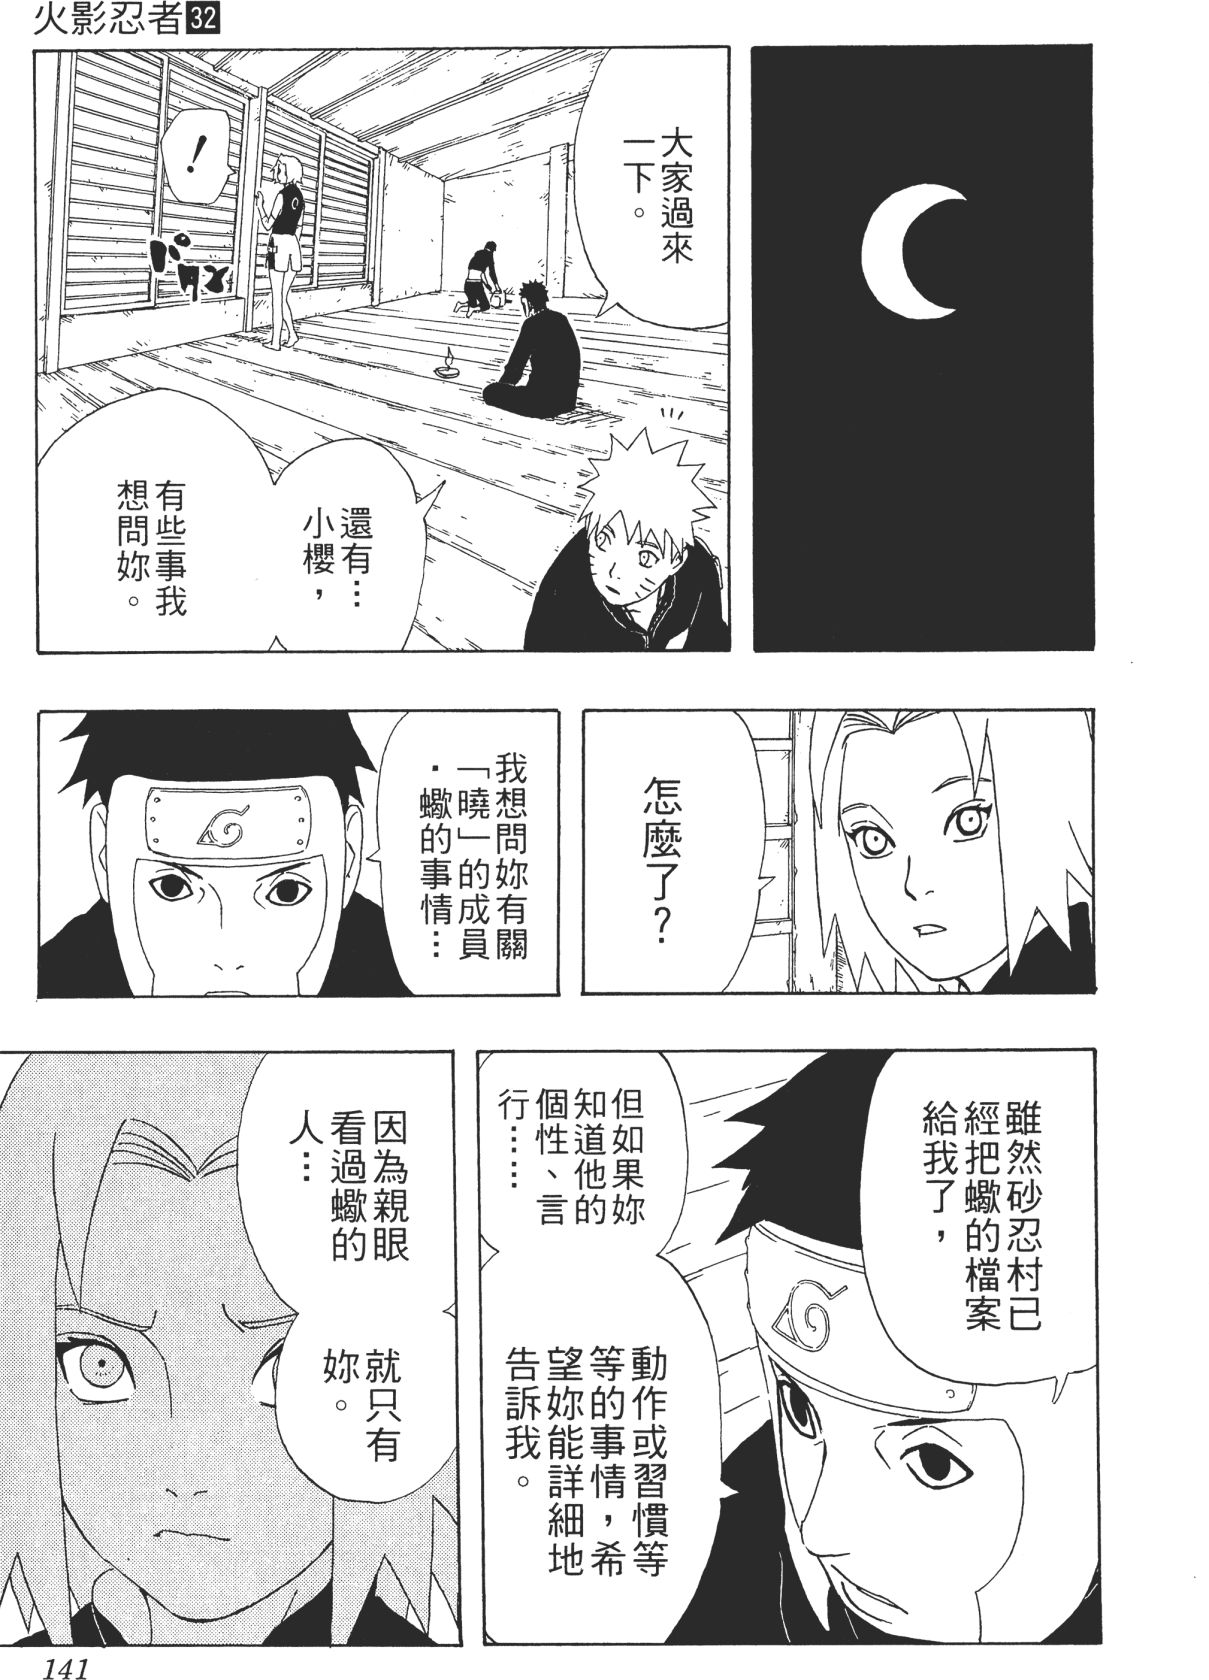 火影忍者32
大家過來
一下。
！
ドサッ
還有…
小櫻，
有些事我
想問妳。
怎麼了？
我想問妳有關
「曉」的成員
．蠍的事情…
雖然砂忍村已
經把蠍的檔案
給我了，
但如果妳
知道他的
個性、言
行……
動作或習慣等
等的事情，希
望妳能詳細地
告訴我。
因為親眼
看過蠍的
人…
就只有
妳。
141